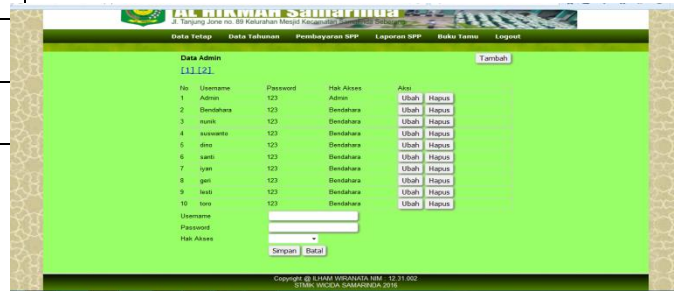 AL HIKMAH Samarinda
Jl. Tanjung Jone no. 89 Kelurahan Mesjid Kecamatan Samarinda Seberang
Data Tetap Data Tahunan Pembayaran SPP Laporan SPP Buku Tamu Logout
Data Admin Tambah
[1] [2]
No Username Password Hak Akses Aksi
1 Admin 123 Admin Ubah Hapus
2 Bendahara 123 Bendahara Ubah Hapus
3 nunik 123 Bendahara Ubah Hapus
4 suswanto 123 Bendahara Ubah Hapus
5 dino 123 Bendahara Ubah Hapus
6 santi 123 Bendahara Ubah Hapus
7 iyan 123 Bendahara Ubah Hapus
8 geri 123 Bendahara Ubah Hapus
9 lesti 123 Bendahara Ubah Hapus
10 toro 123 Bendahara Ubah Hapus
Username
Password
Hak Akses
Simpan Batal
Copyright @ ILHAM WIRANATA NIM : 12.31.002
STMIK WICIDA SAMARINDA 2016